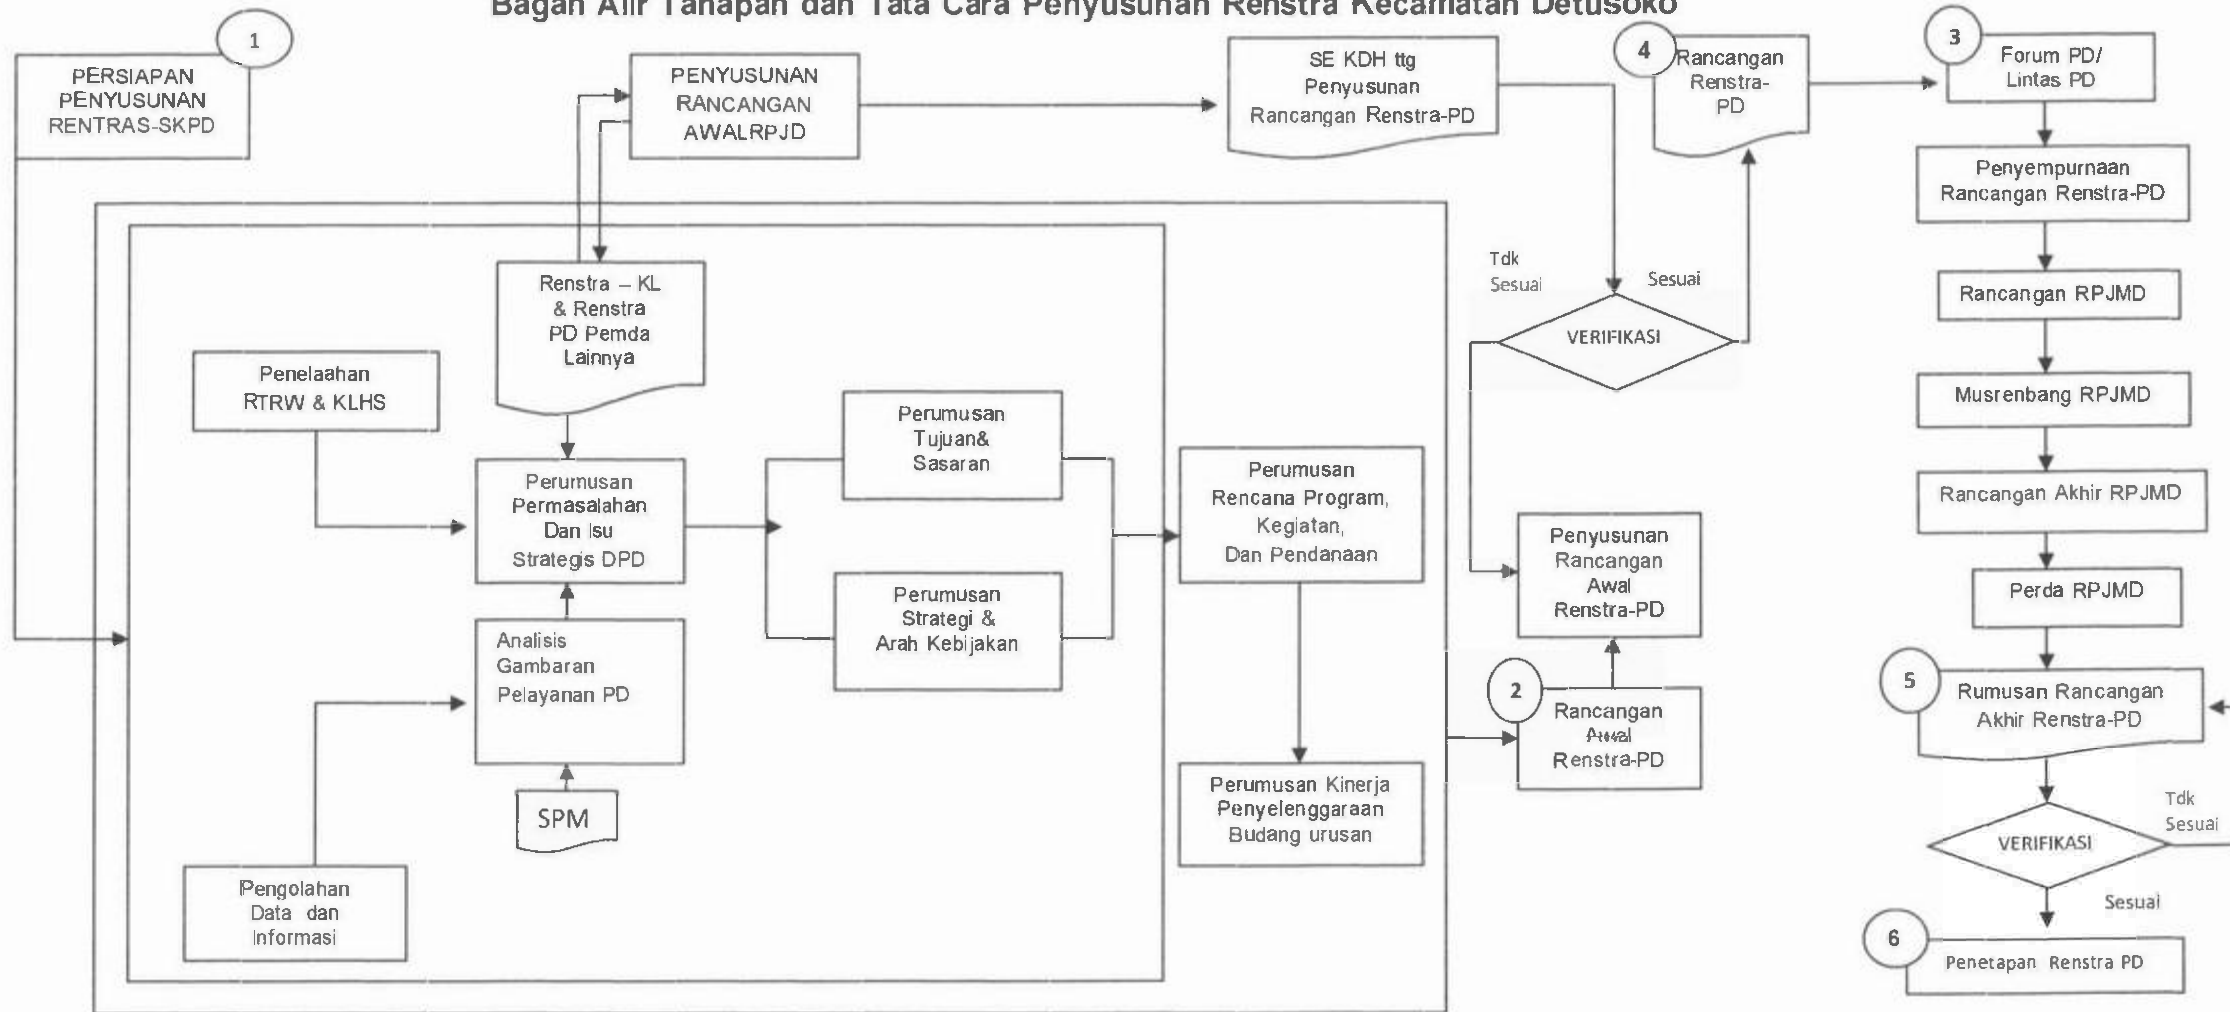 Bagan Alir Tahapan dan Tata Cara Penyusunan Renstra Kecamatan Detusoko
1
PERSIAPAN
PENYUSUNAN
RENTRAS-SKPD
PENYUSUNAN
RANCANGAN
AWALRPJD
SE KDH ttg
Penyusunan
Rancangan Renstra-PD
4
Rancangan
Renstra-
PD
3
Forum PD/
Lintas PD
Penyempurnaan
Rancangan Renstra-PD
Rancangan RPJMD
Musrenbang RPJMD
Rancangan Akhir RPJMD
Perda RPJMD
5
Rumusan Rancangan
Akhir Renstra-PD
VERIFIKASI
Tdk
Sesuai
Sesuai
6
Penetapan Renstra PD
Tdk
Sesuai
Sesuai
VERIFIKASI
Penyusunan
Rancangan
Awal
Renstra-PD
2
Rancangan
Awal
Renstra-PD
Renstra – KL
& Renstra
PD Pemda
Lainnya
Penelaahan
RTRW & KLHS
Perumusan
Permasalahan
Dan Isu
Strategis DPD
Analisis
Gambaran
Pelayanan PD
SPM
Pengolahan
Data dan
Informasi
Perumusan
Tujuan&
Sasaran
Perumusan
Strategi &
Arah Kebijakan
Perumusan
Rencana Program,
Kegiatan,
Dan Pendanaan
Perumusan Kinerja
Penyelenggaraan
Budang urusan